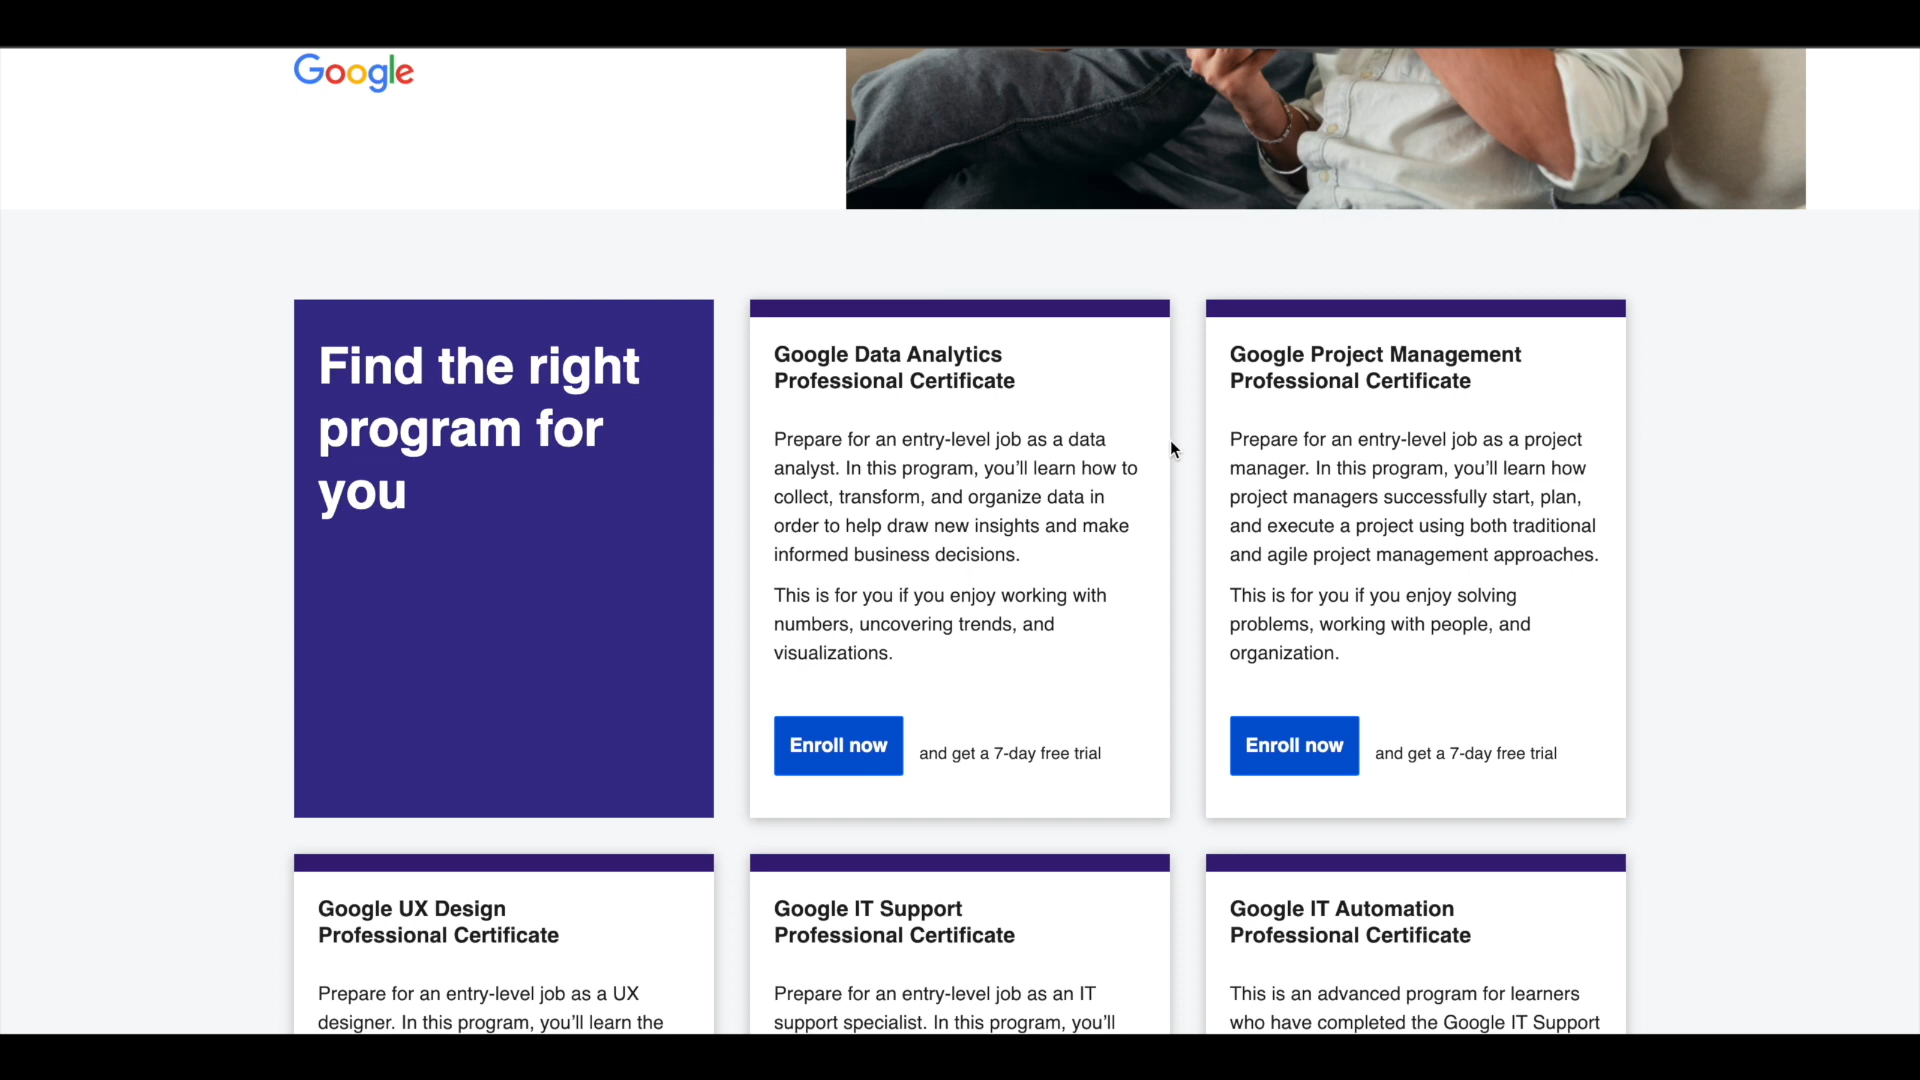 Google
Find the right
program for
you
Google Data Analytics
Professional Certificate
Prepare for an entry-level job as a data
analyst. In this program, you’ll learn how to
collect, transform, and organize data in
order to help draw new insights and make
informed business decisions.
This is for you if you enjoy working with
numbers, uncovering trends, and
visualizations.
Enroll now
and get a 7-day free trial
Google Project Management
Professional Certificate
Prepare for an entry-level job as a project
manager. In this program, you’ll learn how
project managers successfully start, plan,
and execute a project using both traditional
and agile project management approaches.
This is for you if you enjoy solving
problems, working with people, and
organization.
Enroll now
and get a 7-day free trial
Google UX Design
Professional Certificate
Prepare for an entry-level job as a UX
designer. In this program, you’ll learn the
Google IT Support
Professional Certificate
Prepare for an entry-level job as an IT
support specialist. In this program, you’ll
Google IT Automation
Professional Certificate
This is an advanced program for learners
who have completed the Google IT Support